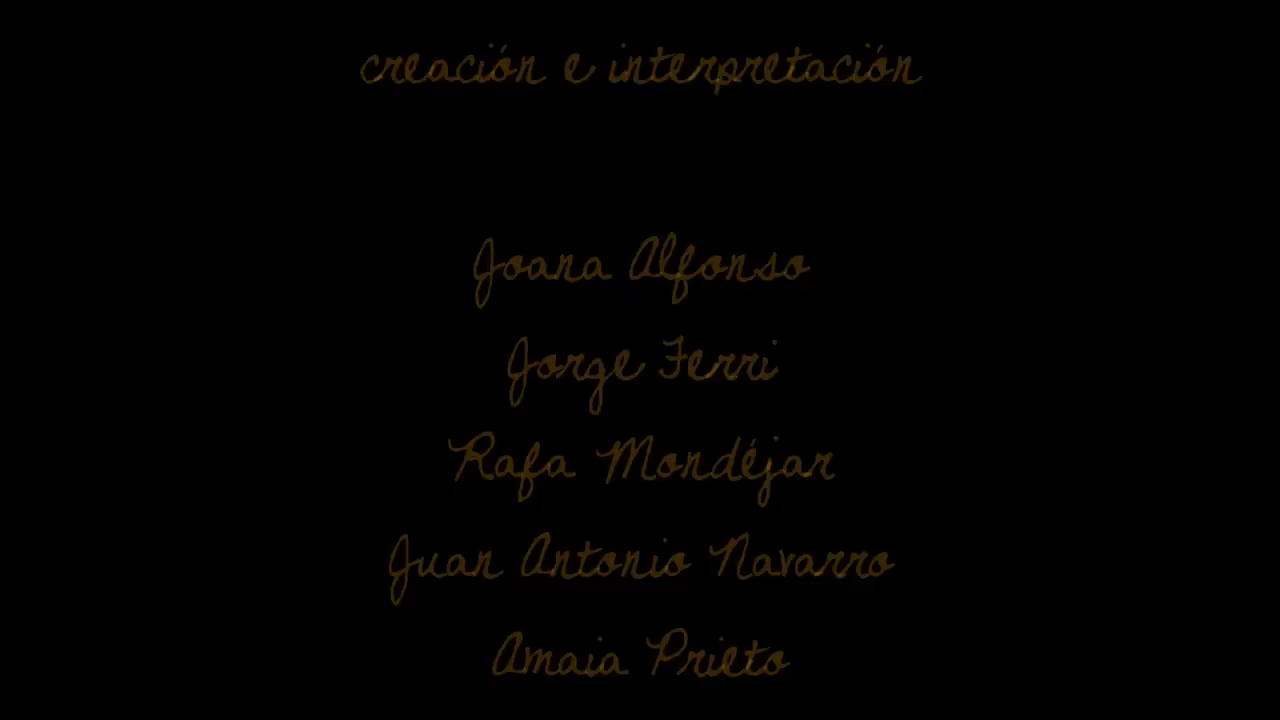 creación e interpretación
Joana Alfonso
Jorge Ferri
Rafa Mondéjar
Juan Antonio Navarro
Amaia Prieto